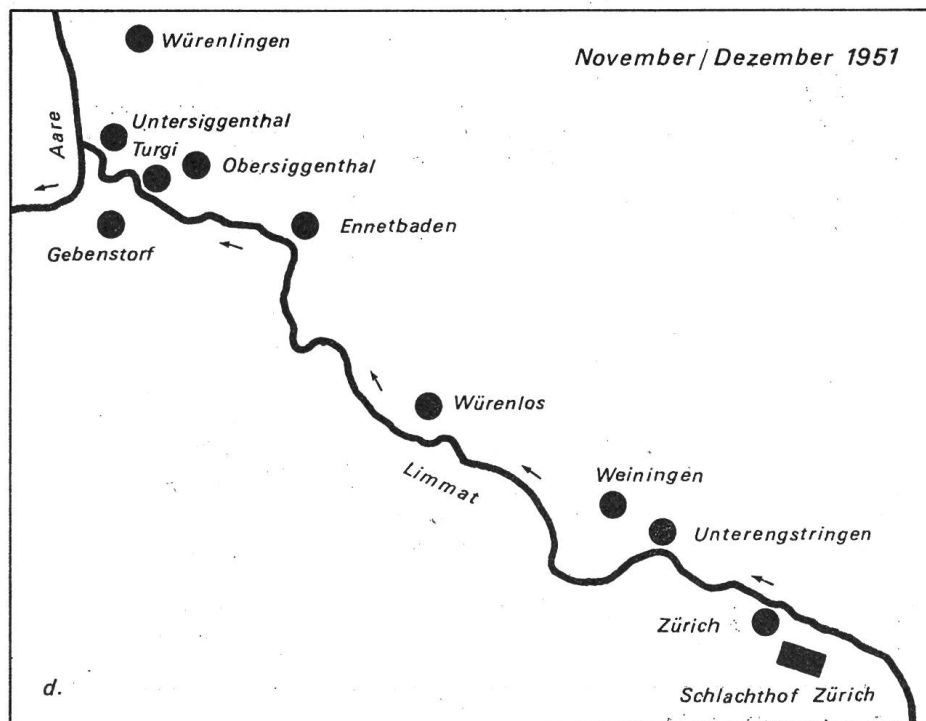 Würenlingen
November / Dezember 1951
Aare
Untersiggenthal
Turgi
Obersiggenthal
Gebenstorf
Ennetbaden
Würenlos
Limmat
Weiningen
Unterengstringen
Zürich
Schlachthof Zürich
d.